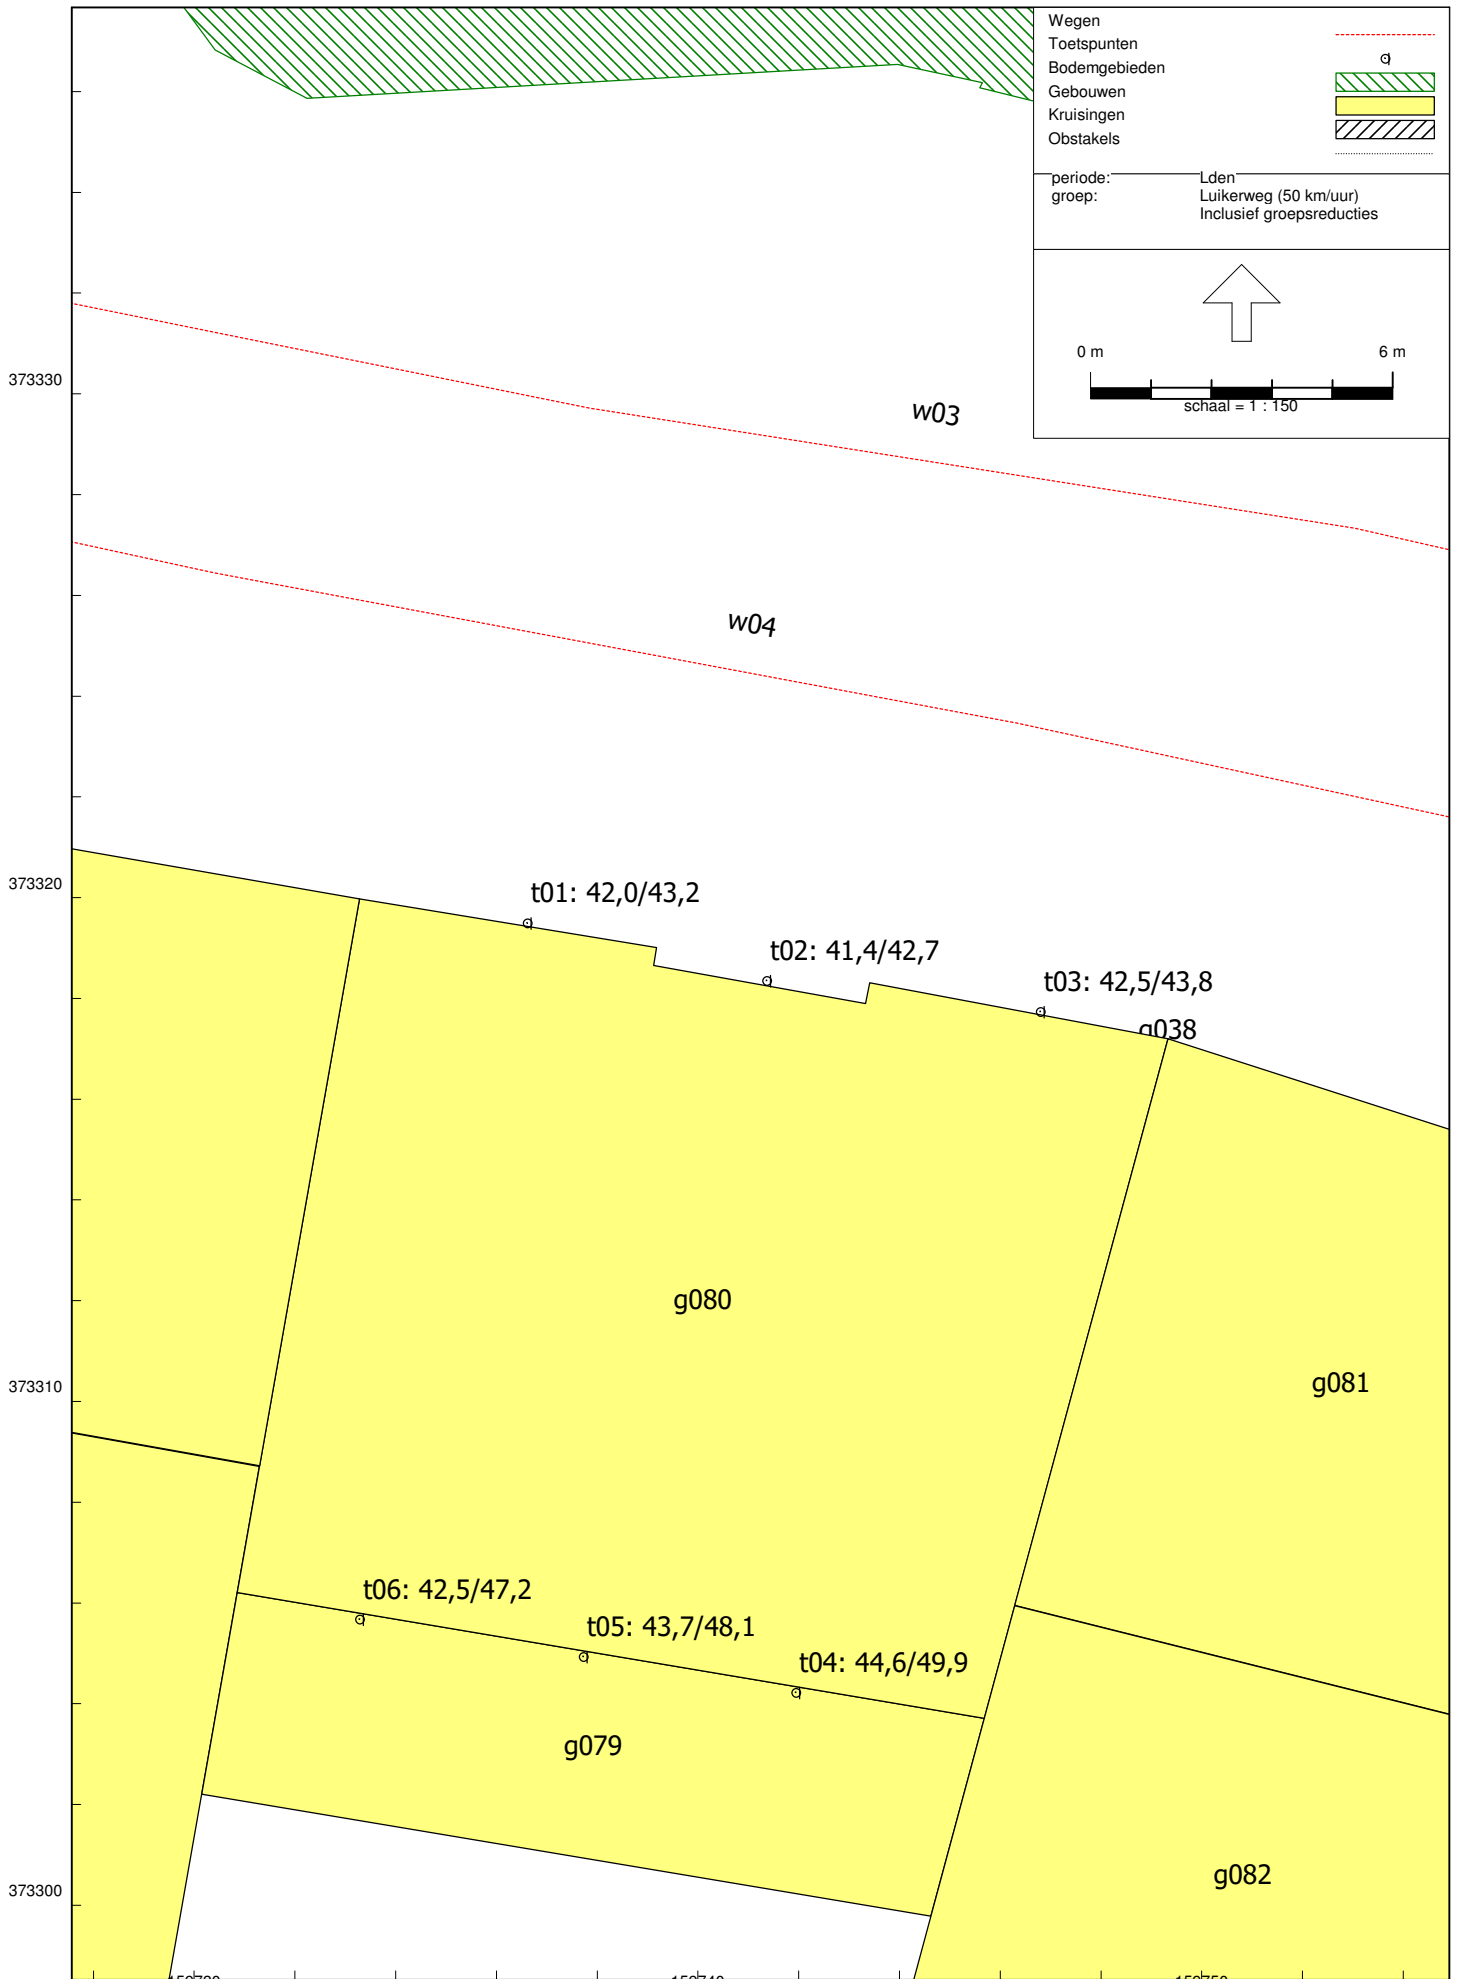 Wegen
Toetspunten
Bodemgebieden
Gebouwen
Kruisingen
Obstakels
periode: Lden
groep: Luikerweg (50 km/uur)
Inclusief groepsreducties
0 m 6 m
schaal = 1 : 150
373330
w03
w04
373320
t01: 42,0/43,2
t02: 41,4/42,7
t03: 42,5/43,8
g038
g080
373310
g081
t06: 42,5/47,2
t05: 43,7/48,1
t04: 44,6/49,9
g079
g082
373300